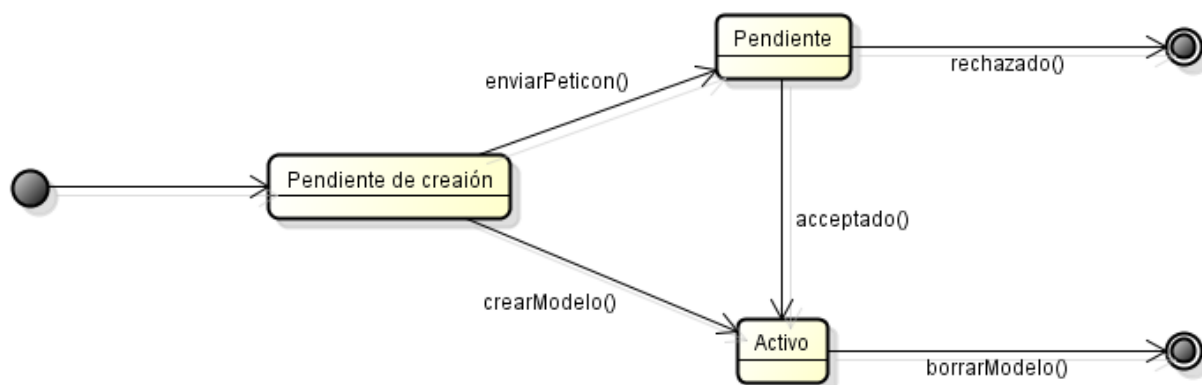 Pendiente
rechazado()
enviarPeticon()
Pendiente de creaión
acceptado()
crearModelo()
Activo
borrarModelo()